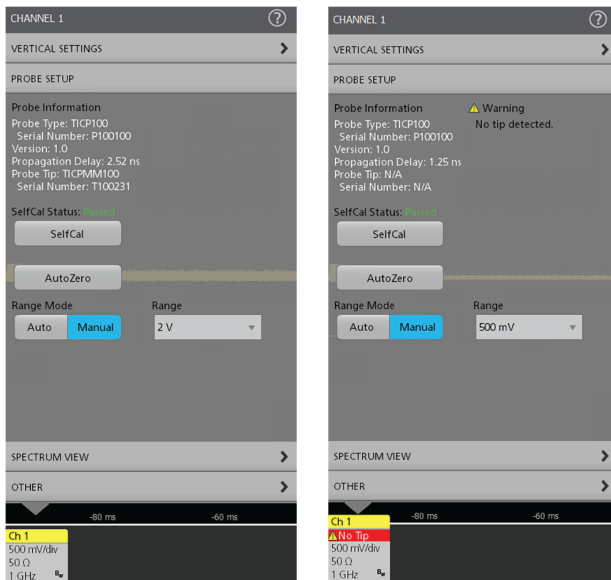 CHANNEL 1
?
VERTICAL SETTINGS
PROBE SETUP
Probe Information
Probe Type: TICP100
Serial Number: P100100
Version: 1.0
Propagation Delay: 2.52 ns
Probe Tip: TICPMM100
Serial Number: T100231
SelfCal Status: Passed
SelfCal
AutoZero
Range Mode
Range
Auto
Manual
2 V
SPECTRUM VIEW
OTHER
-80 ms
-60 ms
Ch 1
500 mV/div
50 Ω
1 GHz
Bw
CHANNEL 1
?
VERTICAL SETTINGS
PROBE SETUP
Probe Information
Warning
Probe Type: TICP100
No tip detected.
Serial Number: P100100
Version: 1.0
Propagation Delay: 1.25 ns
Probe Tip: N/A
Serial Number: N/A
SelfCal Status: Passed
SelfCal
AutoZero
Range Mode
Range
Auto
Manual
500 mV
SPECTRUM VIEW
OTHER
-80 ms
-60 ms
Ch 1
No Tip
500 mV/div
50 Ω
1 GHz
Bw